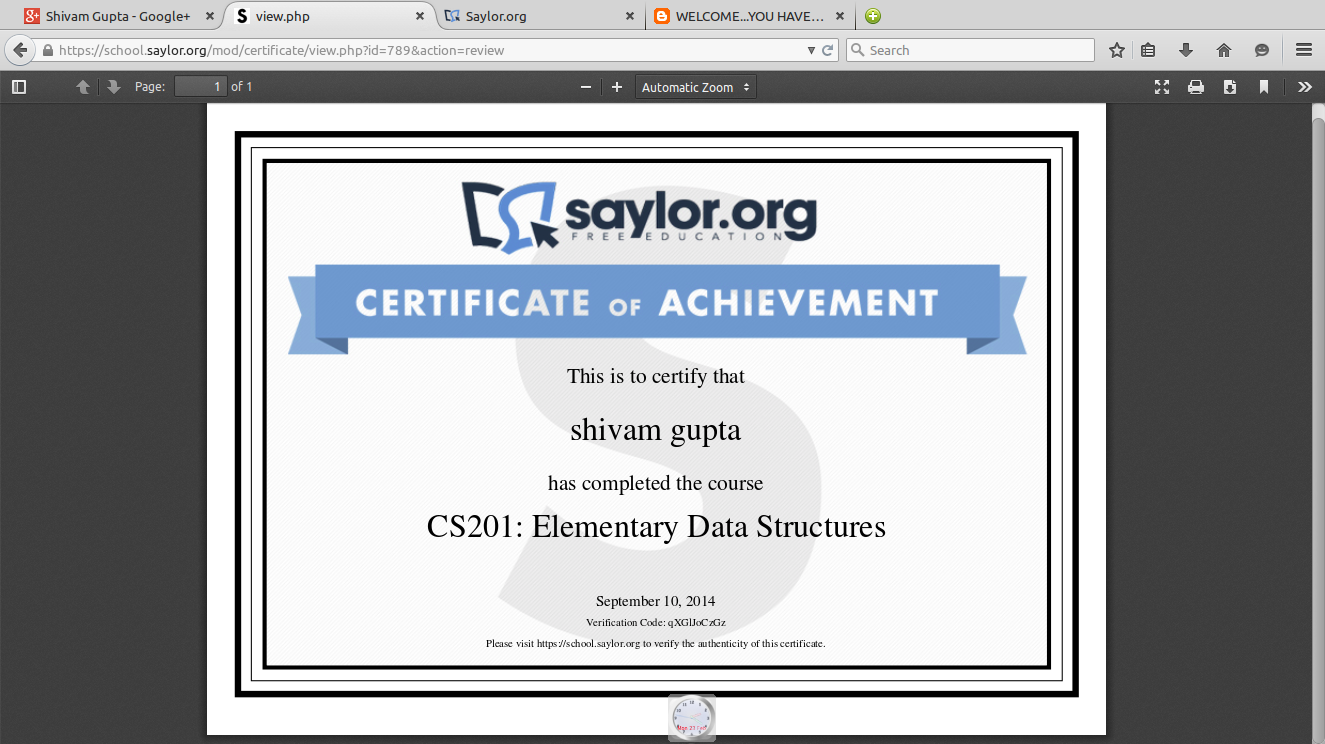 Shivam Gupta - Google+
view.php
Saylor.org
WELCOME...YOU HAVE...
https://school.saylor.org/mod/certificate/view.php?id=789&action=review
Search
Page: 1 of 1
Automatic Zoom
saylor.org
FREE EDUCATION
CERTIFICATE OF ACHIEVEMENT
This is to certify that
shivam gupta
has completed the course
CS201: Elementary Data Structures
September 10, 2014
Verification Code: qXGlJoCzGz
Please visit https://school.saylor.org to verify the authenticity of this certificate.